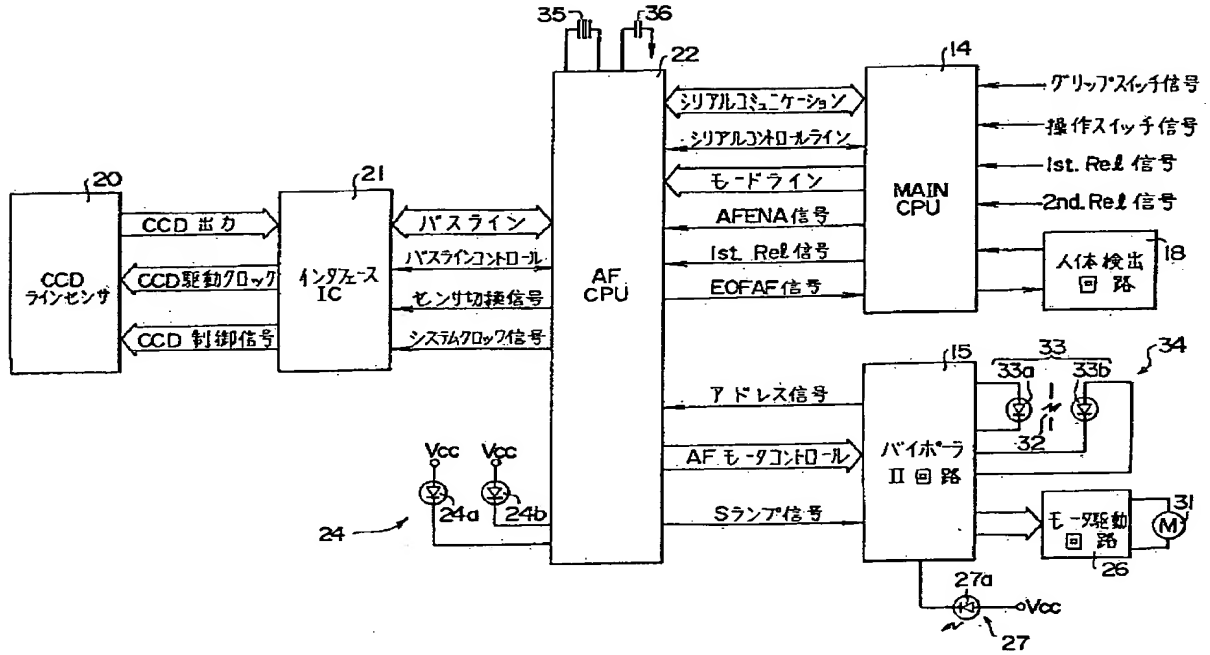 35
36
22
14
シリアルコミュニケーション
グリップスイッチ信号
シリアルコントロールライン
操作スイッチ信号
20
21
モードライン
MAIN
CPU
1st. Rel 信号
CCD 出力
バスライン
AFENA信号
2nd. Rel 信号
CCD
ラインセンサ
CCD駆動クロック
インタフェース
IC
バスラインコントロール
AF
CPU
1st. Rel 信号
人体検出
回路
18
センサ切換信号
EOFAF信号
CCD 制御信号
システムクロック信号
15
33
34
33a
33b
アドレス信号
32
Vcc
Vcc
AFモータコントロール
バイポーラ
II 回路
24a
24b
24
Sランプ信号
モータ駆動
回路
31
M
26
27a
Vcc
27